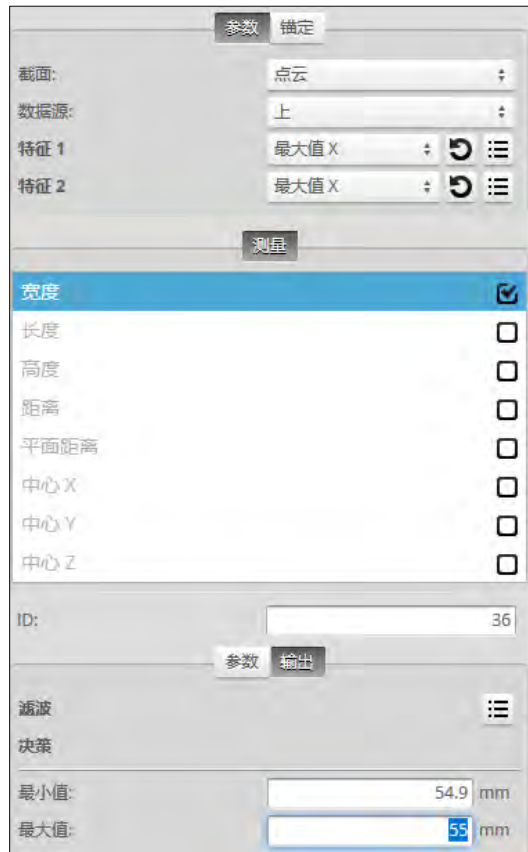 参数 锚定
截面: 点云
数据源: 上
特征 1 最大值 X
特征 2 最大值 X
测量
宽度
长度
高度
距离
平面距离
中心 X
中心 Y
中心 Z
ID: 36
参数 输出
滤波
决策
最小值: 54.9 mm
最大值: 55 mm